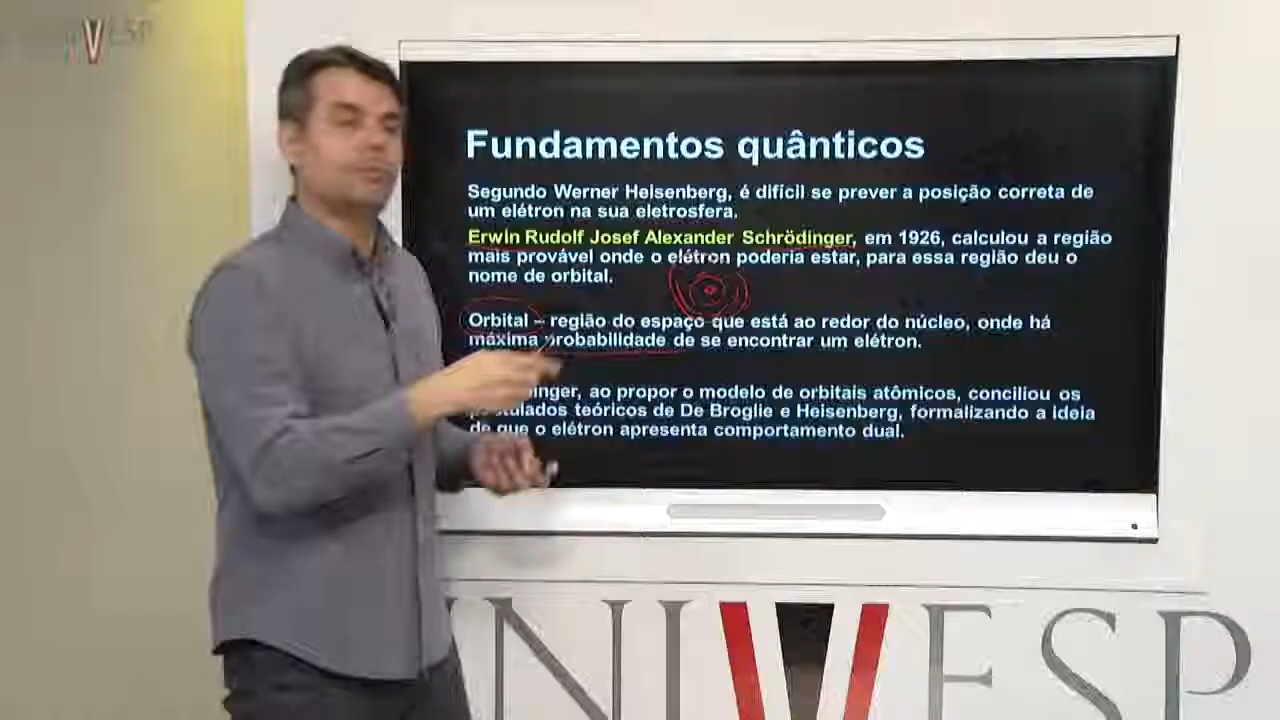 Fundamentos quânticos
Segundo Werner Heisenberg, é difícil se prever a posição correta de
um elétron na sua eletrosfera.
Erwin Rudolf Josef Alexander Schrödinger, em 1926, calculou a região
mais provável onde o elétron poderia estar, para essa região deu o
nome de orbital.
Orbital – região do espaço que está ao redor do núcleo, onde há
máxima probabilidade de se encontrar um elétron.
ao propor o modelo de orbitais atômicos, conciliou os
teóricos de De Broglie e Heisenberg, formalizando a ideia
de que o elétron apresenta comportamento dual.
UNIVESP